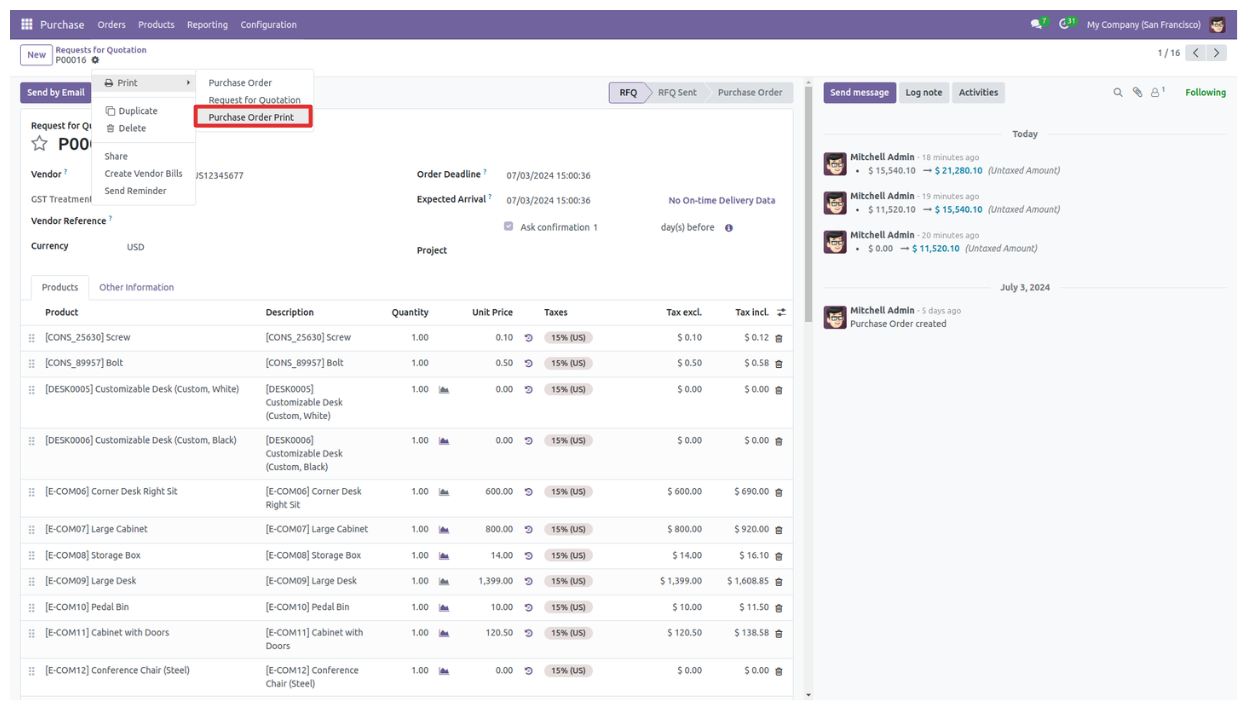 Purchase Orders Products Reporting Configuration 7 31 My Company (San Francisco)
New Requests for Quotation
P00016 1 / 16
Send by Email Print Purchase Order RFQ RFQ Sent Purchase Order Send message Log note Activities 1 Following
Request for Quotation
Duplicate Purchase Order Print
Delete
Share
Create Vendor Bills
Send Reminder
Vendor ? US12345677
GST Treatment
Vendor Reference ?
Currency USD
Order Deadline ? 07/03/2024 15:00:36
Expected Arrival ? 07/03/2024 15:00:36 No On-time Delivery Data
Ask confirmation 1 day(s) before
Project
Products Other Information
Product Description Quantity Unit Price Taxes Tax excl. Tax incl.
[CONS_25630] Screw [CONS_25630] Screw 1.00 0.10 15% (US) $ 0.10 $ 0.12
[CONS_89957] Bolt [CONS_89957] Bolt 1.00 0.50 15% (US) $ 0.50 $ 0.58
[DESK0005] Customizable Desk (Custom, White) [DESK0005] 1.00 0.00 15% (US) $ 0.00 $ 0.00
Customizable Desk
(Custom, White)
[DESK0006] Customizable Desk (Custom, Black) [DESK0006] 1.00 0.00 15% (US) $ 0.00 $ 0.00
Customizable Desk
(Custom, Black)
[E-COM06] Corner Desk Right Sit [E-COM06] Corner Desk 1.00 600.00 15% (US) $ 600.00 $ 690.00
Right Sit
[E-COM07] Large Cabinet [E-COM07] Large Cabinet 1.00 800.00 15% (US) $ 800.00 $ 920.00
[E-COM08] Storage Box [E-COM08] Storage Box 1.00 14.00 15% (US) $ 14.00 $ 16.10
[E-COM09] Large Desk [E-COM09] Large Desk 1.00 1,399.00 15% (US) $ 1,399.00 $ 1,608.85
[E-COM10] Pedal Bin [E-COM10] Pedal Bin 1.00 10.00 15% (US) $ 10.00 $ 11.50
[E-COM11] Cabinet with Doors [E-COM11] Cabinet with 1.00 120.50 15% (US) $ 120.50 $ 138.58
Doors
[E-COM12] Conference Chair (Steel) [E-COM12] Conference 1.00 0.00 15% (US) $ 0.00 $ 0.00
Chair (Steel)
Today
Mitchell Admin - 18 minutes ago
• $ 15,540.10 → $ 21,280.10 (Untaxed Amount)
Mitchell Admin - 19 minutes ago
• $ 11,520.10 → $ 15,540.10 (Untaxed Amount)
Mitchell Admin - 20 minutes ago
• $ 0.00 → $ 11,520.10 (Untaxed Amount)
July 3, 2024
Mitchell Admin - 5 days ago
Purchase Order created